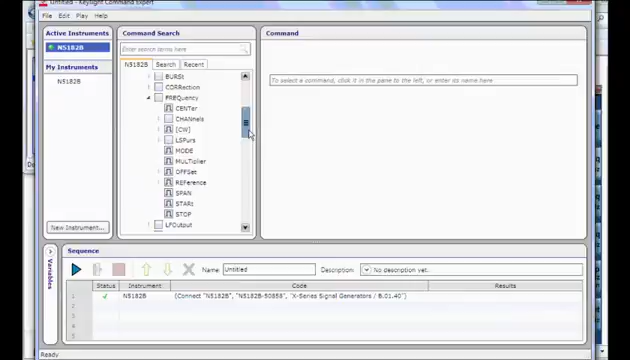 Untitled - Keysight Command Expert
File Edit Play Help
Active Instruments
N5182B
My Instruments
N5182B
New Instrument...
Command Search
Enter search terms here
N5182B Search Recent
BURSt
CORRection
FREQuency
CENTer
CHANnels
[CW]
LSPurs
MODE
MULTiplier
OFFSet
REFerence
SPAN
STARt
STOP
LFOutput
Command
To select a command, click it in the pane to the left, or enter its name here.
Variables
Sequence
Name: Untitled
Description: No description yet.
Status Instrument Code Results
1 N5182B (Connect "N5182B", "N5182B-50858", "X-Series Signal Generators / B.01.40")
2
3
4
5
Ready